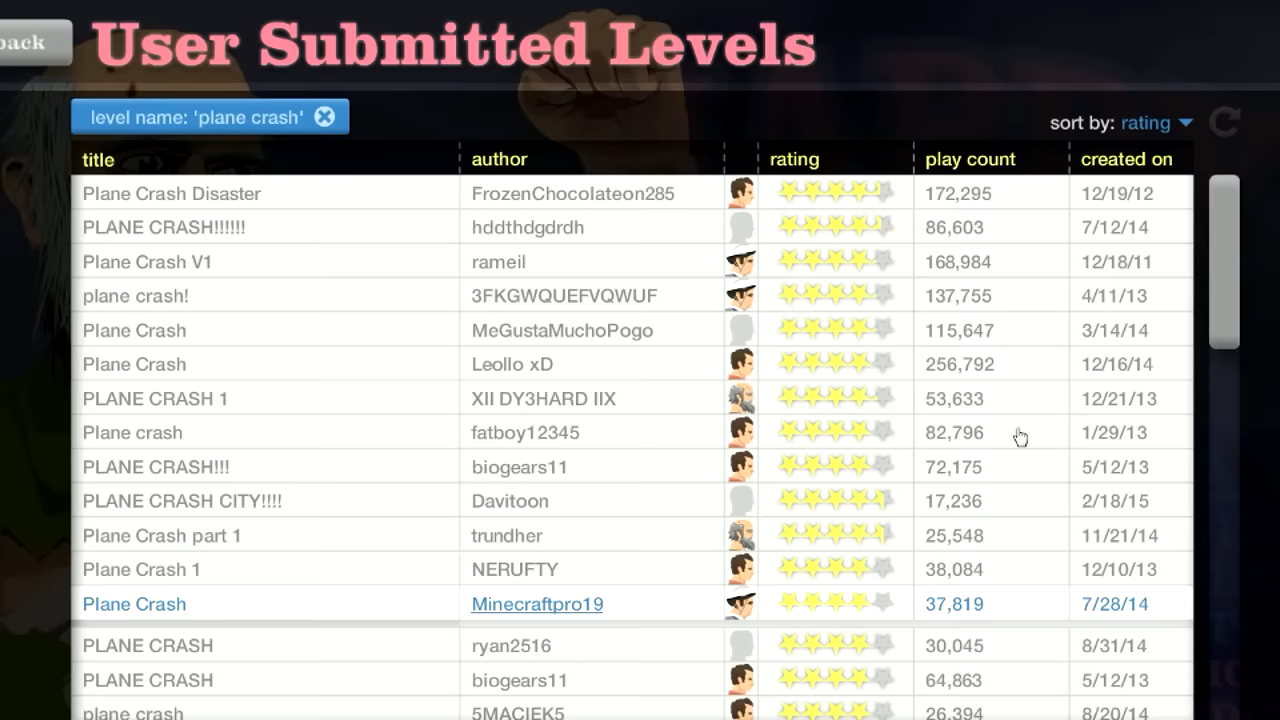 back
User Submitted Levels
level name: 'plane crash'
sort by: rating
title author rating play count created on
Plane Crash Disaster FrozenChocolateon285 172,295 12/19/12
PLANE CRASH!!!!!! hddthdgdrdh 86,603 7/12/14
Plane Crash V1 rameil 168,984 12/18/11
plane crash! 3FKGWQUEFVQWUF 137,755 4/11/13
Plane Crash MeGustaMuchoPogo 115,647 3/14/14
Plane Crash Leollo xD 256,792 12/16/14
PLANE CRASH 1 XII DY3HARD IIX 53,633 12/21/13
Plane crash fatboy12345 82,796 1/29/13
PLANE CRASH!!! biogears11 72,175 5/12/13
PLANE CRASH CITY!!!! Davitoon 17,236 2/18/15
Plane Crash part 1 trundher 25,548 11/21/14
Plane Crash 1 NERUFTY 38,084 12/10/13
Plane Crash Minecraftpro19 37,819 7/28/14
PLANE CRASH ryan2516 30,045 8/31/14
PLANE CRASH biogears11 64,863 5/12/13
plane crash 5MACIEK5 26,394 8/20/14